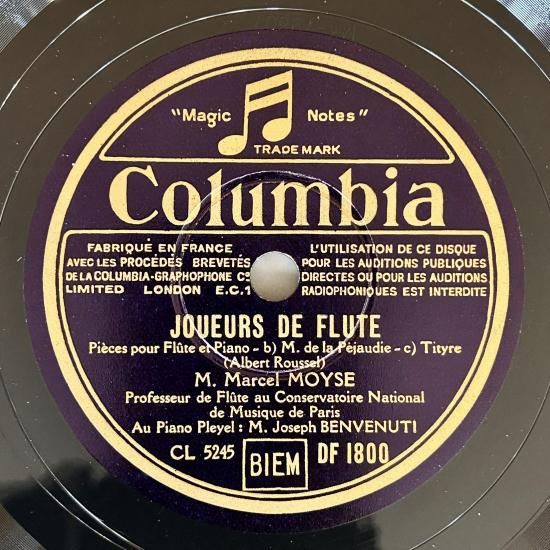 "Magic Notes"
TRADE MARK
Columbia
FABRIQUÉ EN FRANCE
AVEC LES PROCÉDÉS BREVETÉS
DE LA COLUMBIA-GRAPHOPHONE Cº
LIMITED LONDON E.C.1
L'UTILISATION DE CE DISQUE
POUR LES AUDITIONS PUBLIQUES
DIRECTES OU POUR LES AUDITIONS
RADIOPHONIQUES EST INTERDITE
JOUEURS DE FLUTE
Pièces pour Flûte et Piano - b) M. de la Péjaudie - c) Tityre
(Albert Roussel)
M. Marcel MOYSE
Professeur de Flûte au Conservatoire National
de Musique de Paris
Au Piano Pleyel : M. Joseph BENVENUTI
CL 5245 BIEM DF 1800